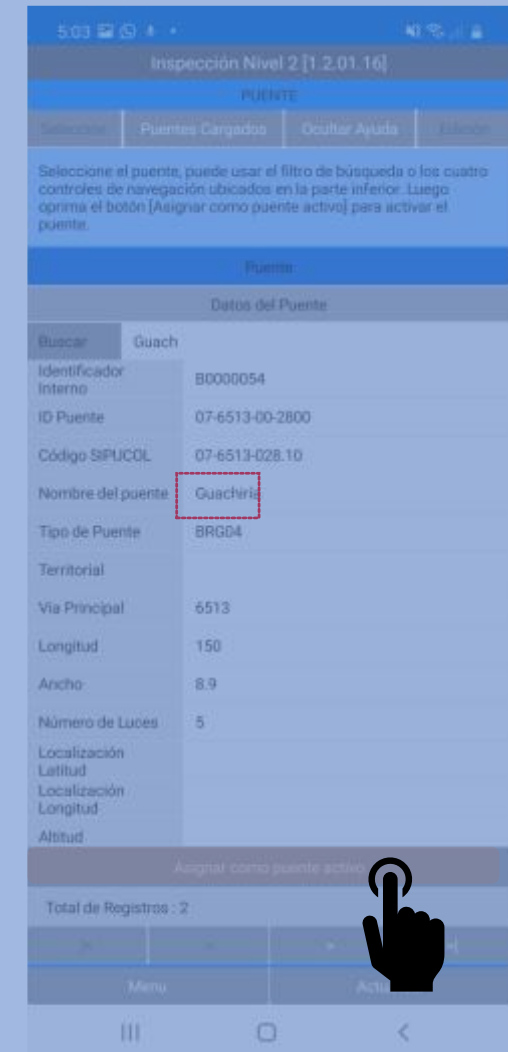 5:03
Inspección Nivel 2 [1.2.01.16]
PUENTE
Selección Puentes Cargados Ocultar Ayuda Edición
Seleccione el puente, puede usar el filtro de búsqueda o los cuatro
controles de navegación ubicados en la parte inferior. Luego
oprima el botón [Asignar como puente activo] para activar el
puente.
Puente
Datos del Puente
Buscar Guach
Identificador
Interno B0000054
ID Puente 07-6513-00-2800
Código SIPUCOL 07-6513-028.10
Nombre del puente Guachiría
Tipo de Puente BRG04
Territorial
Via Principal 6513
Longitud 150
Ancho 8.9
Número de Luces 5
Localización
Latitud
Localización
Longitud
Altitud
Asignar como puente activo
Total de Registros : 2
Menu